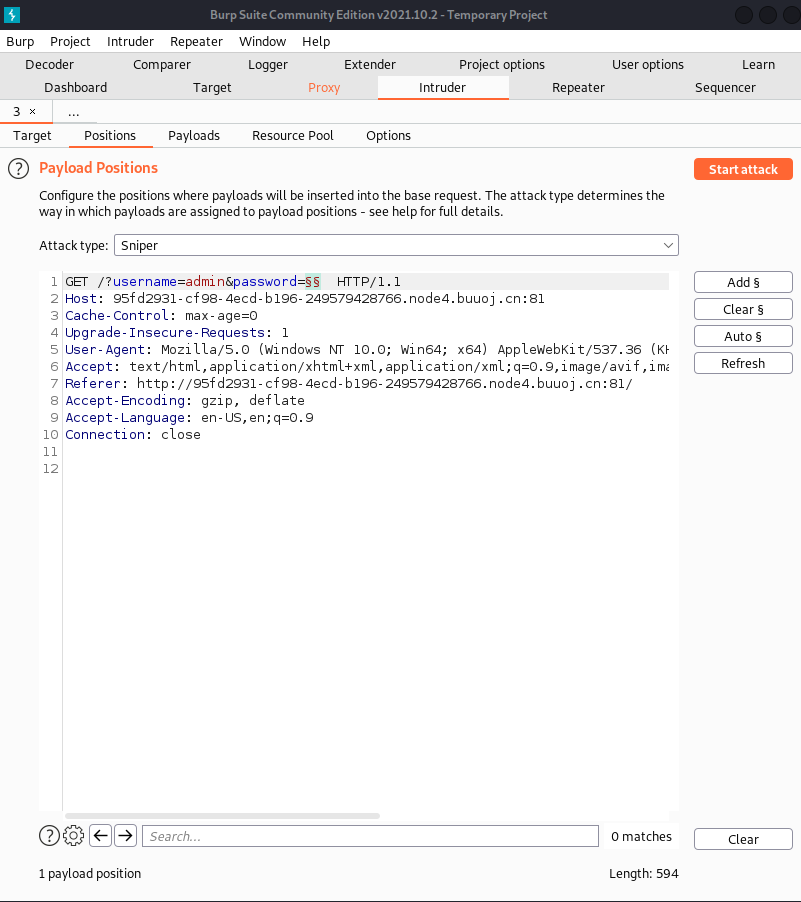 Burp Suite Community Edition v2021.10.2 - Temporary Project
Burp Project Intruder Repeater Window Help
Decoder Comparer Logger Extender Project options User options Learn
Dashboard Target Proxy Intruder Repeater Sequencer
3 × ...
Target Positions Payloads Resource Pool Options
? Payload Positions
Start attack
Configure the positions where payloads will be inserted into the base request. The attack type determines the
way in which payloads are assigned to payload positions - see help for full details.
Attack type: Sniper
1 GET /?username=admin&password=§§  HTTP/1.1
Add §
2 Host: 95fd2931-cf98-4ecd-b196-249579428766.node4.buuoj.cn:81
3 Cache-Control: max-age=0
Clear §
4 Upgrade-Insecure-Requests: 1
Auto §
5 User-Agent: Mozilla/5.0 (Windows NT 10.0; Win64; x64) AppleWebKit/537.36 (KH
6 Accept: text/html,application/xhtml+xml,application/xml;q=0.9,image/avif,ima
Refresh
7 Referer: http://95fd2931-cf98-4ecd-b196-249579428766.node4.buuoj.cn:81/
8 Accept-Encoding: gzip, deflate
9 Accept-Language: en-US,en;q=0.9
10 Connection: close
11
12
? Search... 0 matches Clear
1 payload position Length: 594